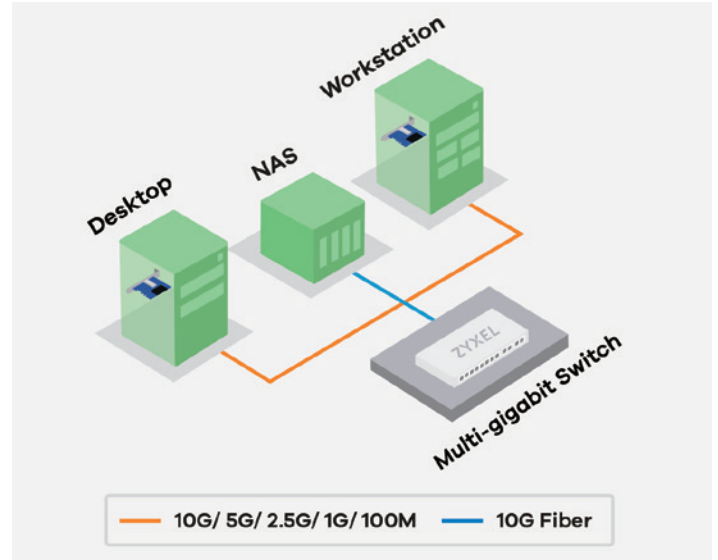 Workstation
NAS
Desktop
ZYXEL
Multi-gigabit Switch
10G/ 5G/ 2.5G/ 1G/ 100M
10G Fiber